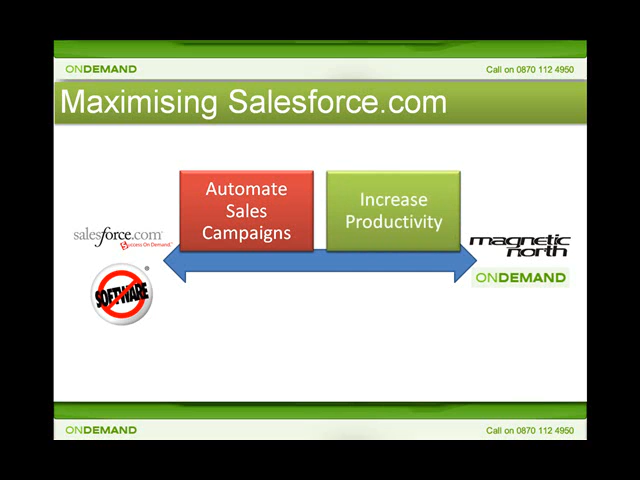 ONDEMAND
Call on 0870 112 4950
Maximising Salesforce.com
Automate
Sales
Campaigns
Increase
Productivity
salesforce.com
Success On Demand.
SOFTWARE
®
magnetic
north
ONDEMAND
ONDEMAND
Call on 0870 112 4950